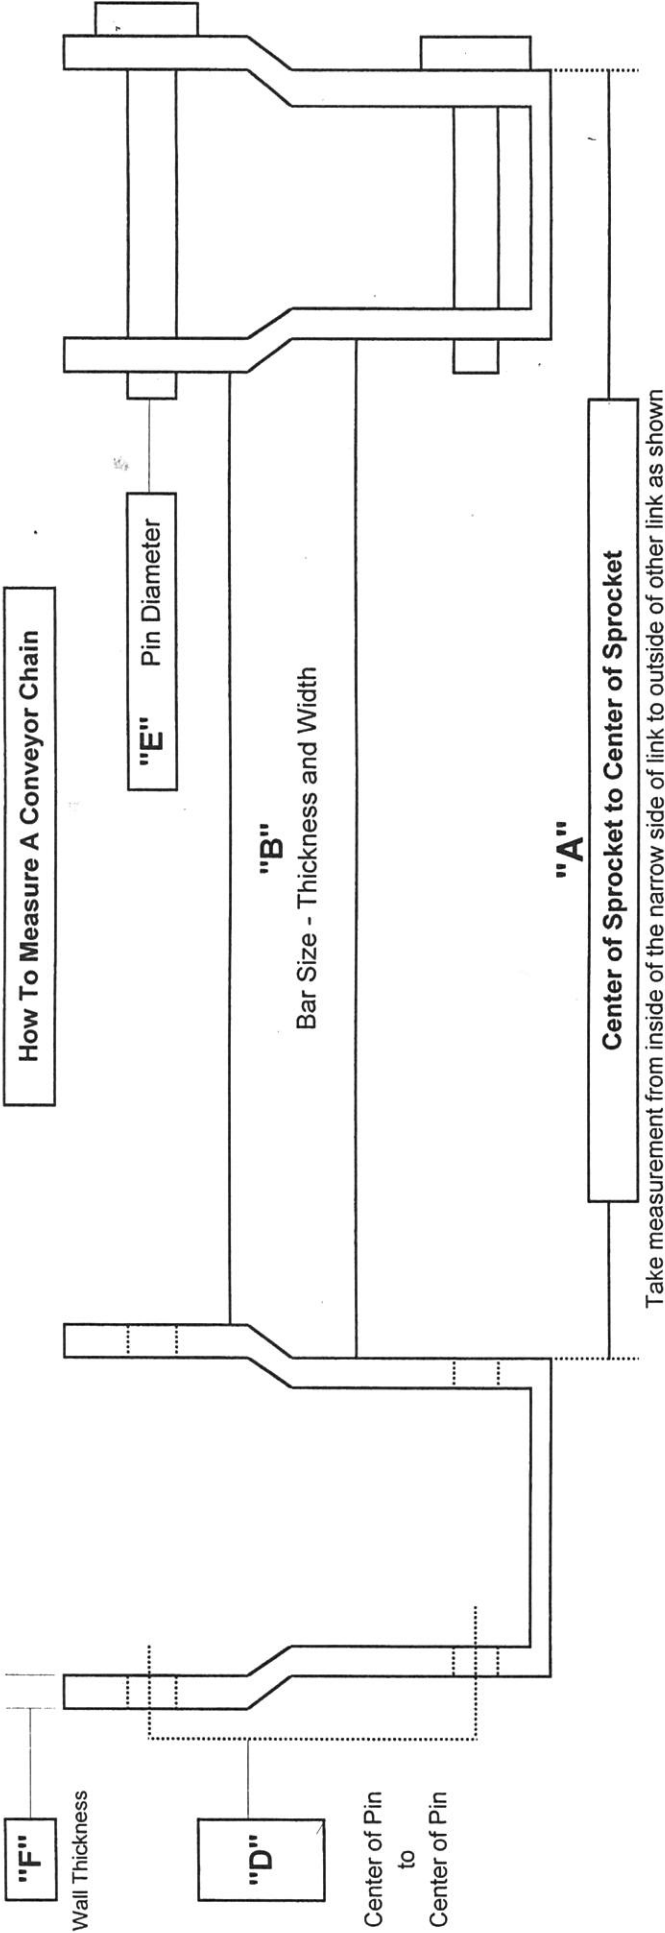 How To Measure A Conveyor Chain
"F"
Wall Thickness
"E" Pin Diameter
"D"
Center of Pin
to
Center of Pin
"B"
Bar Size - Thickness and Width
"A"
Center of Sprocket to Center of Sprocket
Take measurement from inside of the narrow side of link to outside of other link as shown